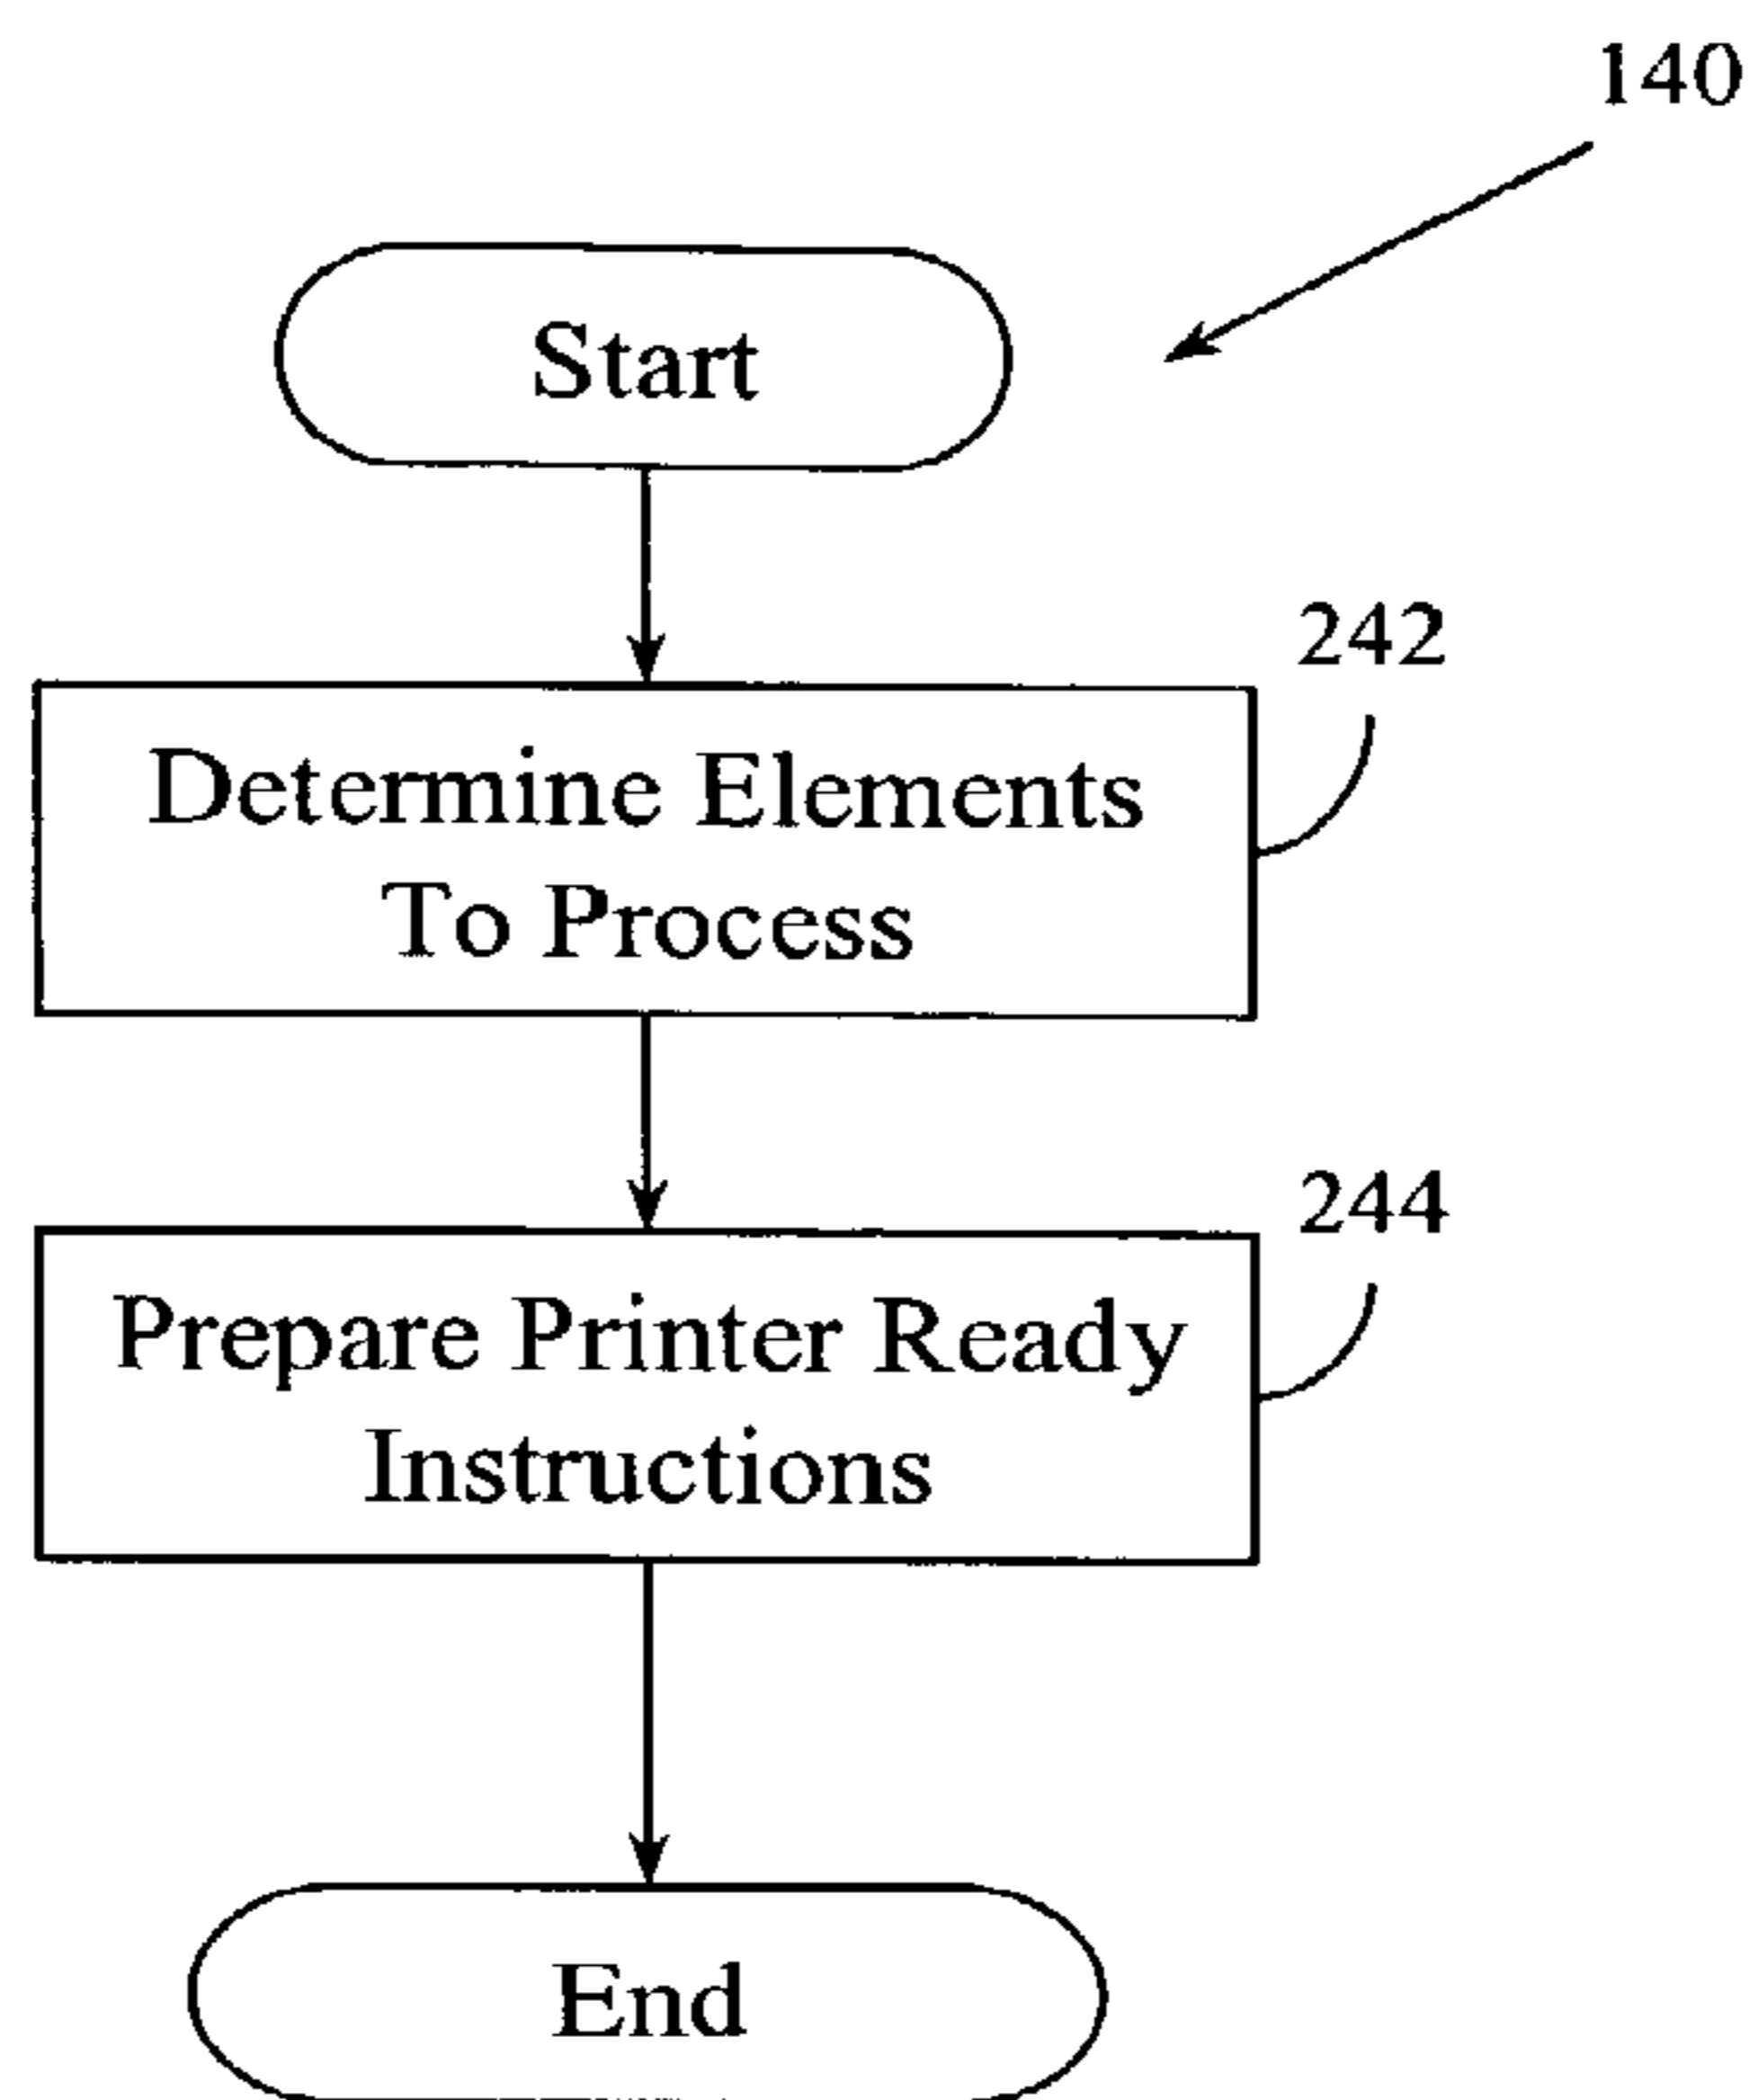 140
Start
242
Determine Elements
To Process
244
Prepare Printer Ready
Instructions
End